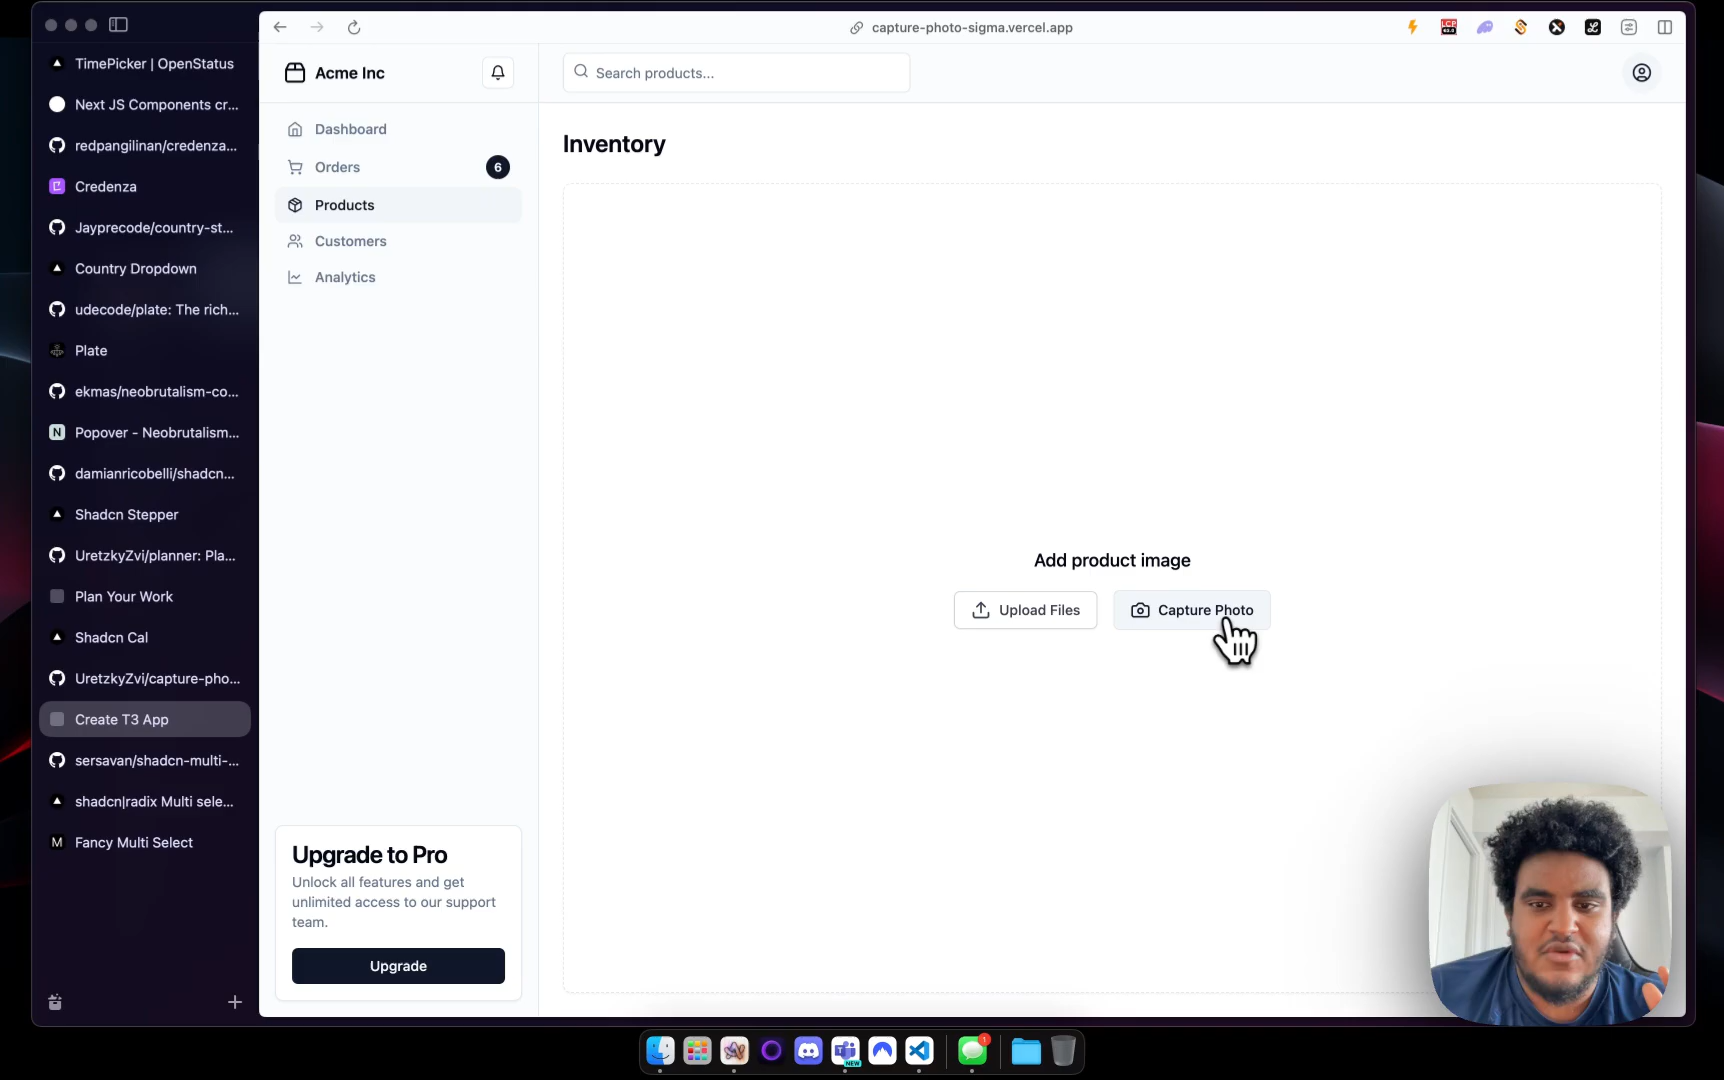 TimePicker | OpenStatus
Next JS Components cr...
redpangilinan/credenza...
Credenza
Jayprecode/country-st...
Country Dropdown
udecode/plate: The rich...
Plate
ekmas/neobrutalism-co...
N
Popover - Neobrutalism...
damianricobelli/shadcn...
Shadcn Stepper
UretzkyZvi/planner: Pla...
Plan Your Work
Shadcn Cal
UretzkyZvi/capture-pho...
Create T3 App
sersavan/shadcn-multi-...
shadcn|radix Multi sele...
M
Fancy Multi Select
capture-photo-sigma.vercel.app
LCP
Acme Inc
Search products...
Dashboard
Orders
6
Products
Customers
Analytics
Inventory
Add product image
Upload Files
Capture Photo
Upgrade to Pro
Unlock all features and get
unlimited access to our support
team.
Upgrade
NEW
1